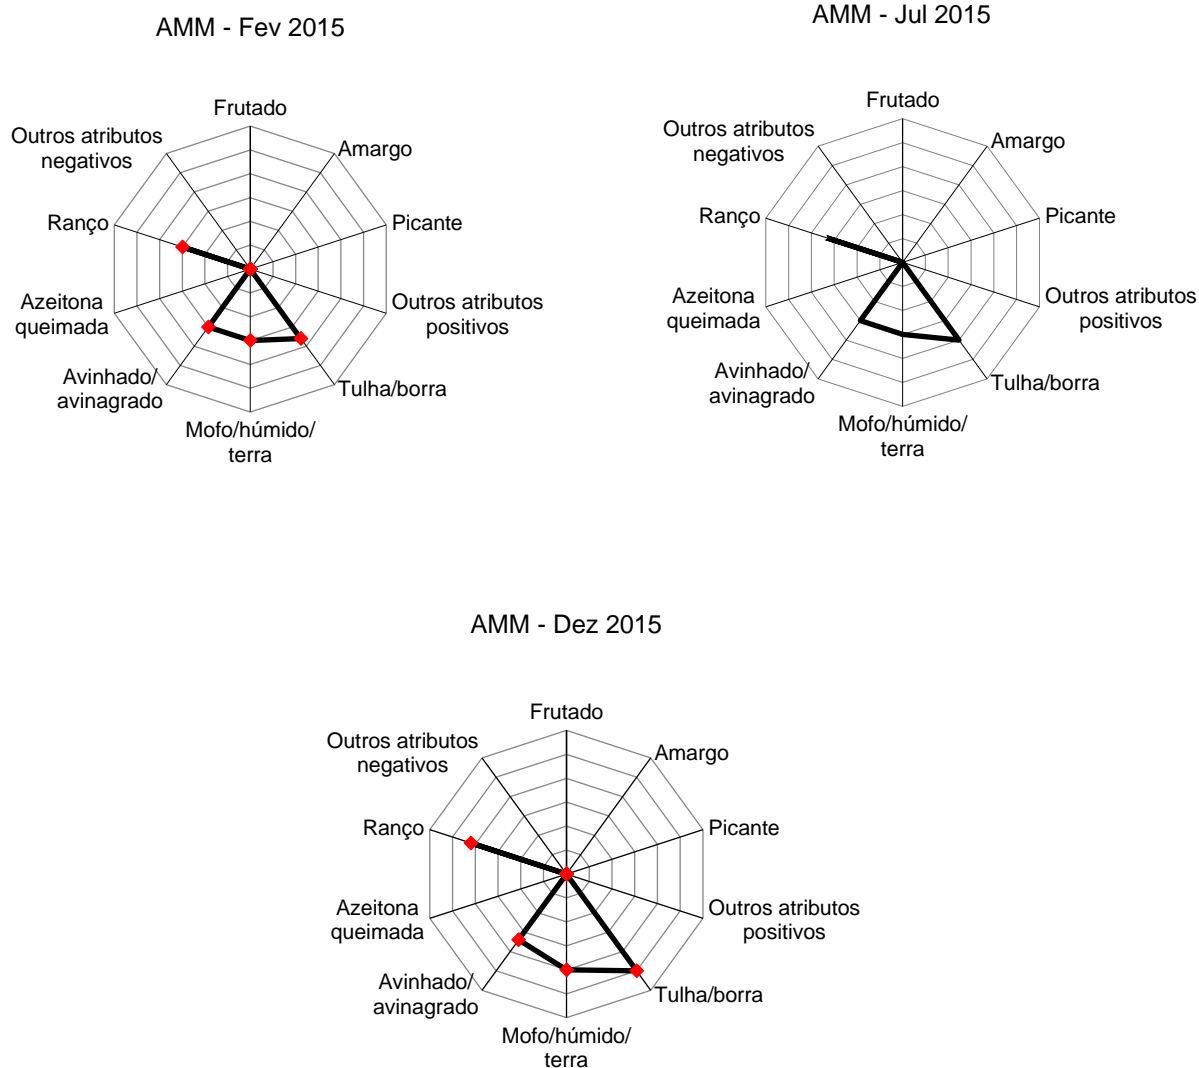 AMM - Fev 2015
Frutado
Amargo
Picante
Outros atributos
positivos
Tulha/borra
Mofo/húmido/
terra
Avinhado/
avinagrado
Azeitona
queimada
Ranço
Outros atributos
negativos
AMM - Jul 2015
Frutado
Amargo
Picante
Outros atributos
positivos
Tulha/borra
Mofo/húmido/
terra
Avinhado/
avinagrado
Azeitona
queimada
Ranço
Outros atributos
negativos
AMM - Dez 2015
Frutado
Amargo
Picante
Outros atributos
positivos
Tulha/borra
Mofo/húmido/
terra
Avinhado/
avinagrado
Azeitona
queimada
Ranço
Outros atributos
negativos